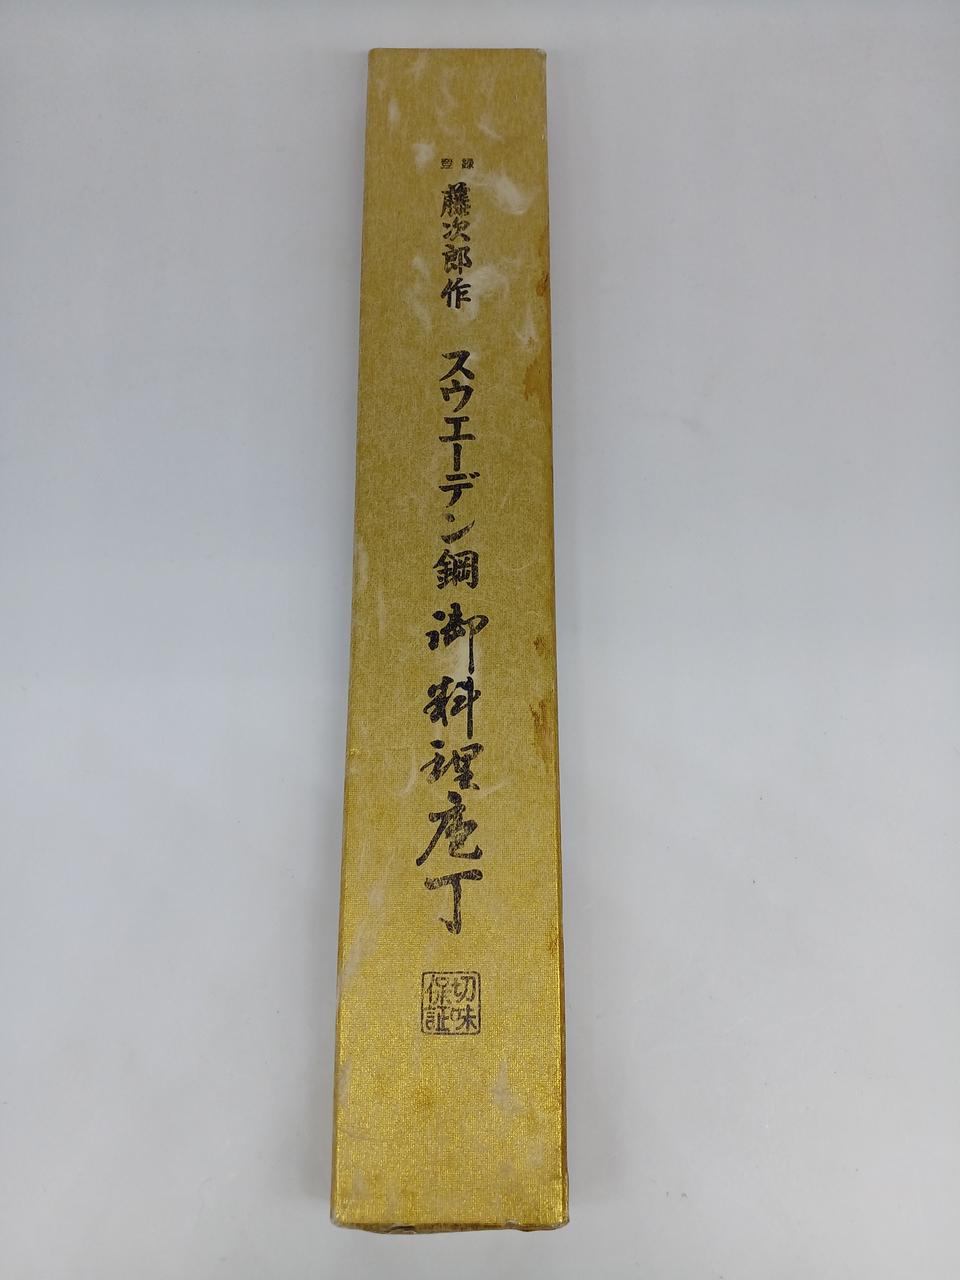 登録
藤次郎作
スウエーデン鋼
御料理庖丁
切味
保証